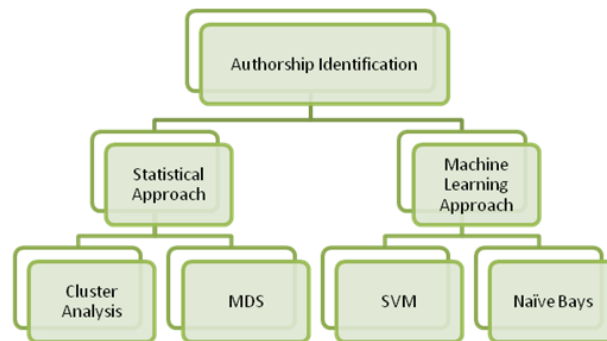 Authorship Identification
Statistical
Approach
Machine
Learning
Approach
Cluster
Analysis
MDS
SVM
Naïve Bays